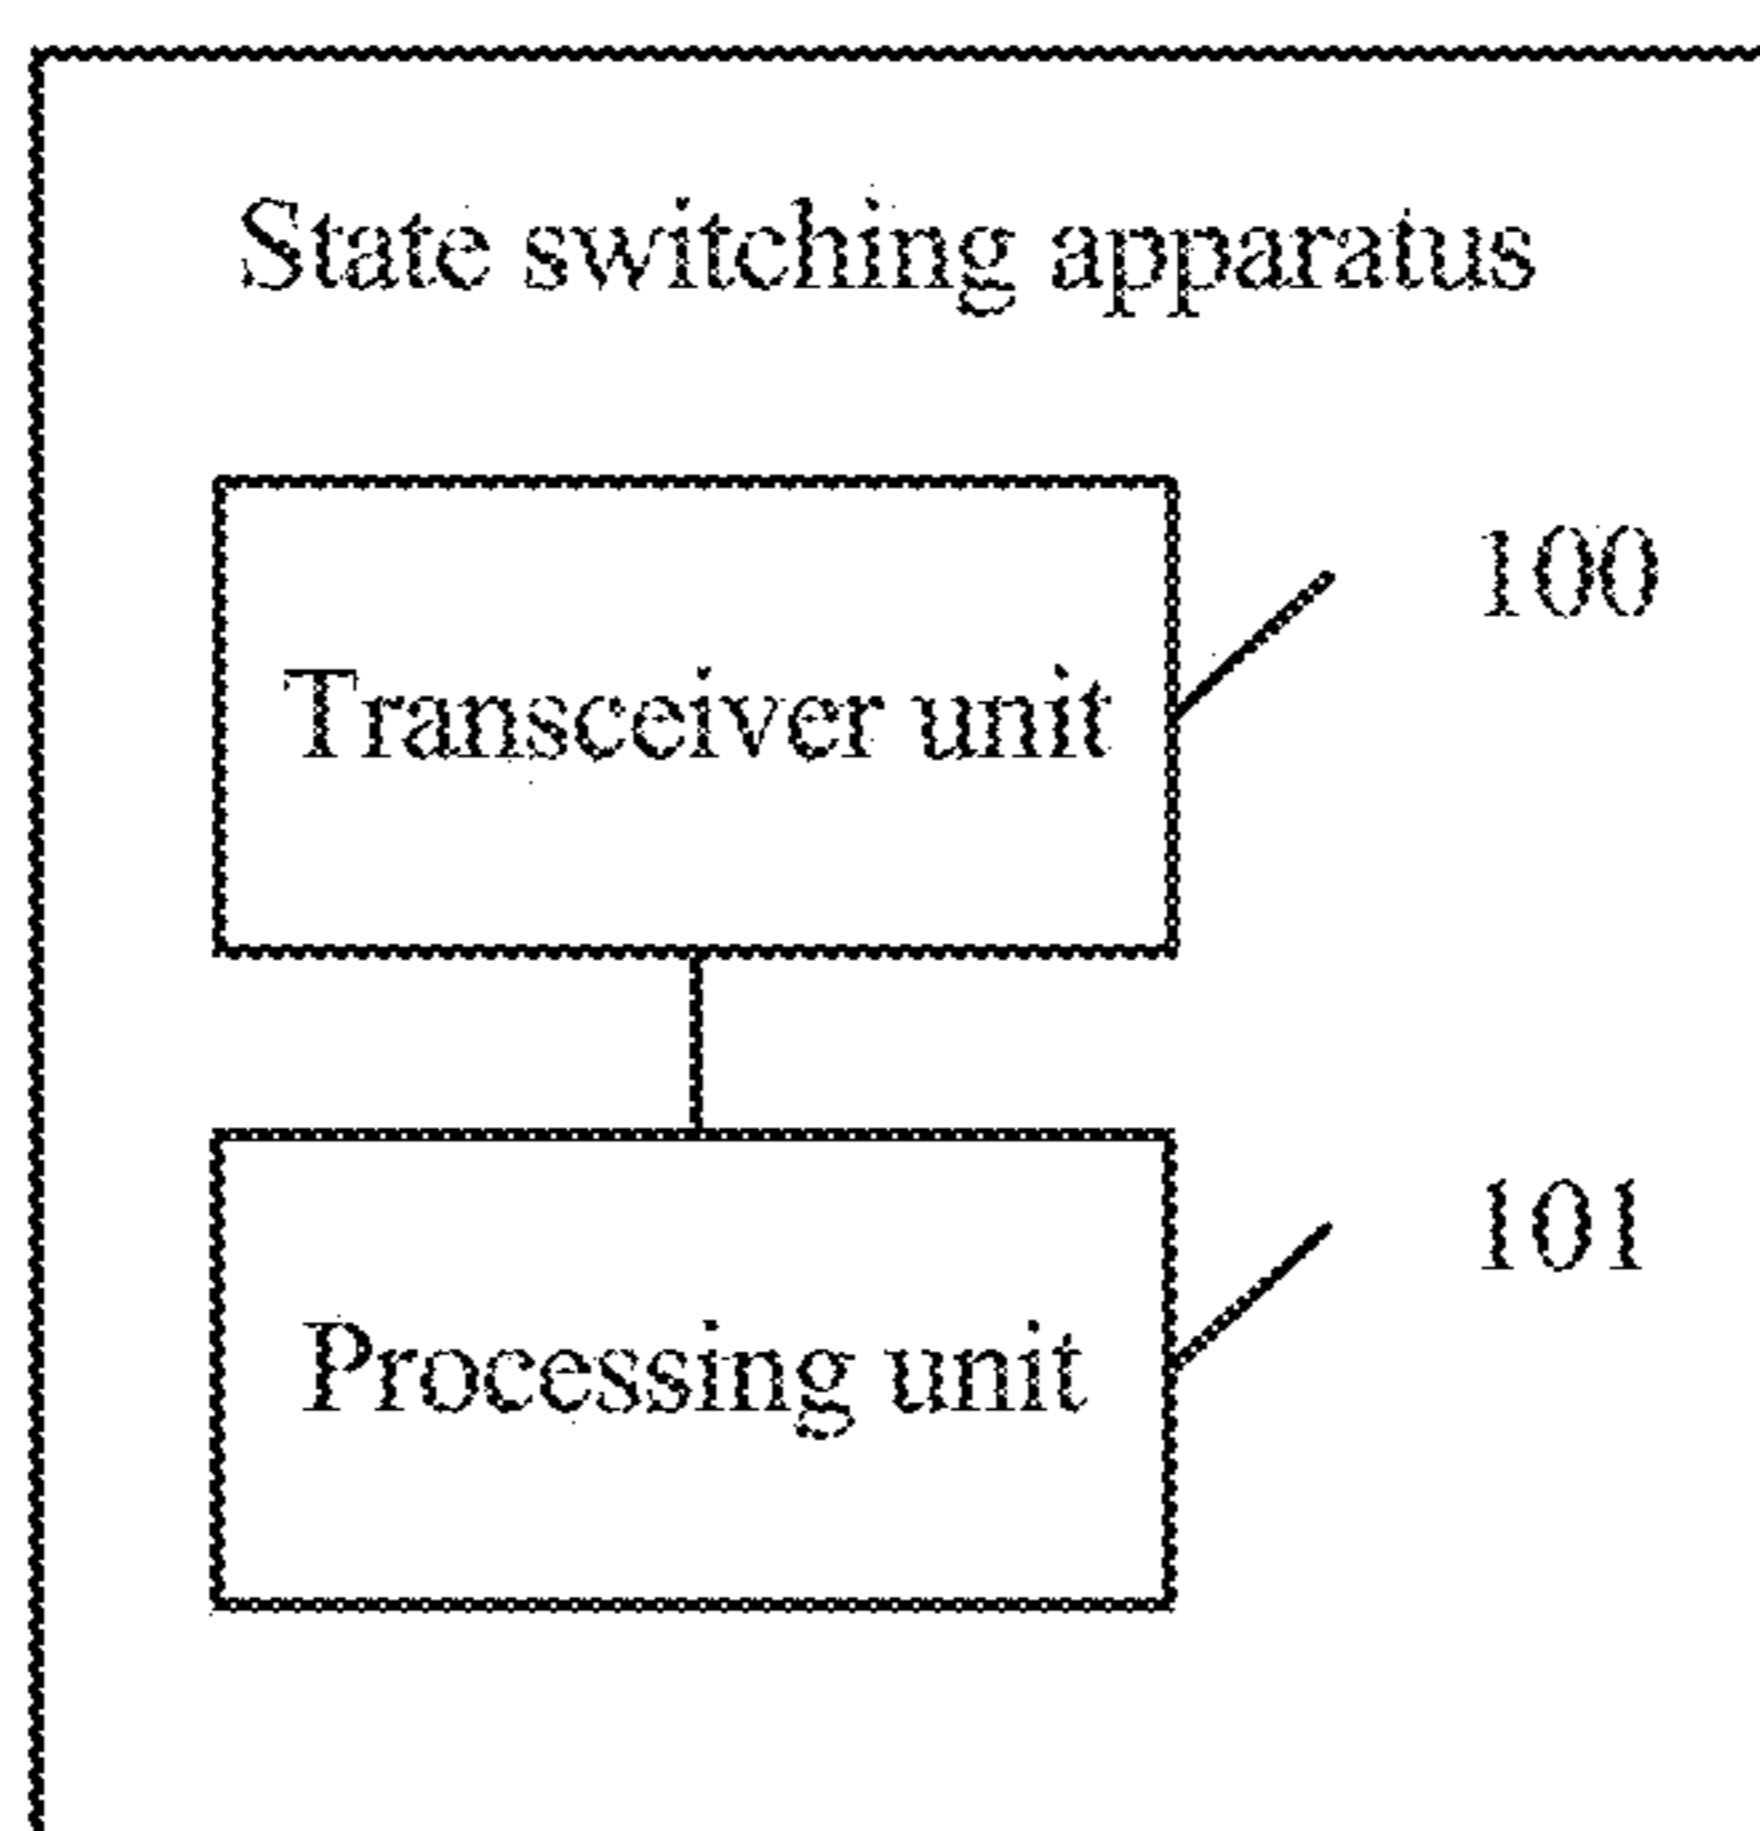 State switching apparatus
100
Transceiver unit
101
Processing unit